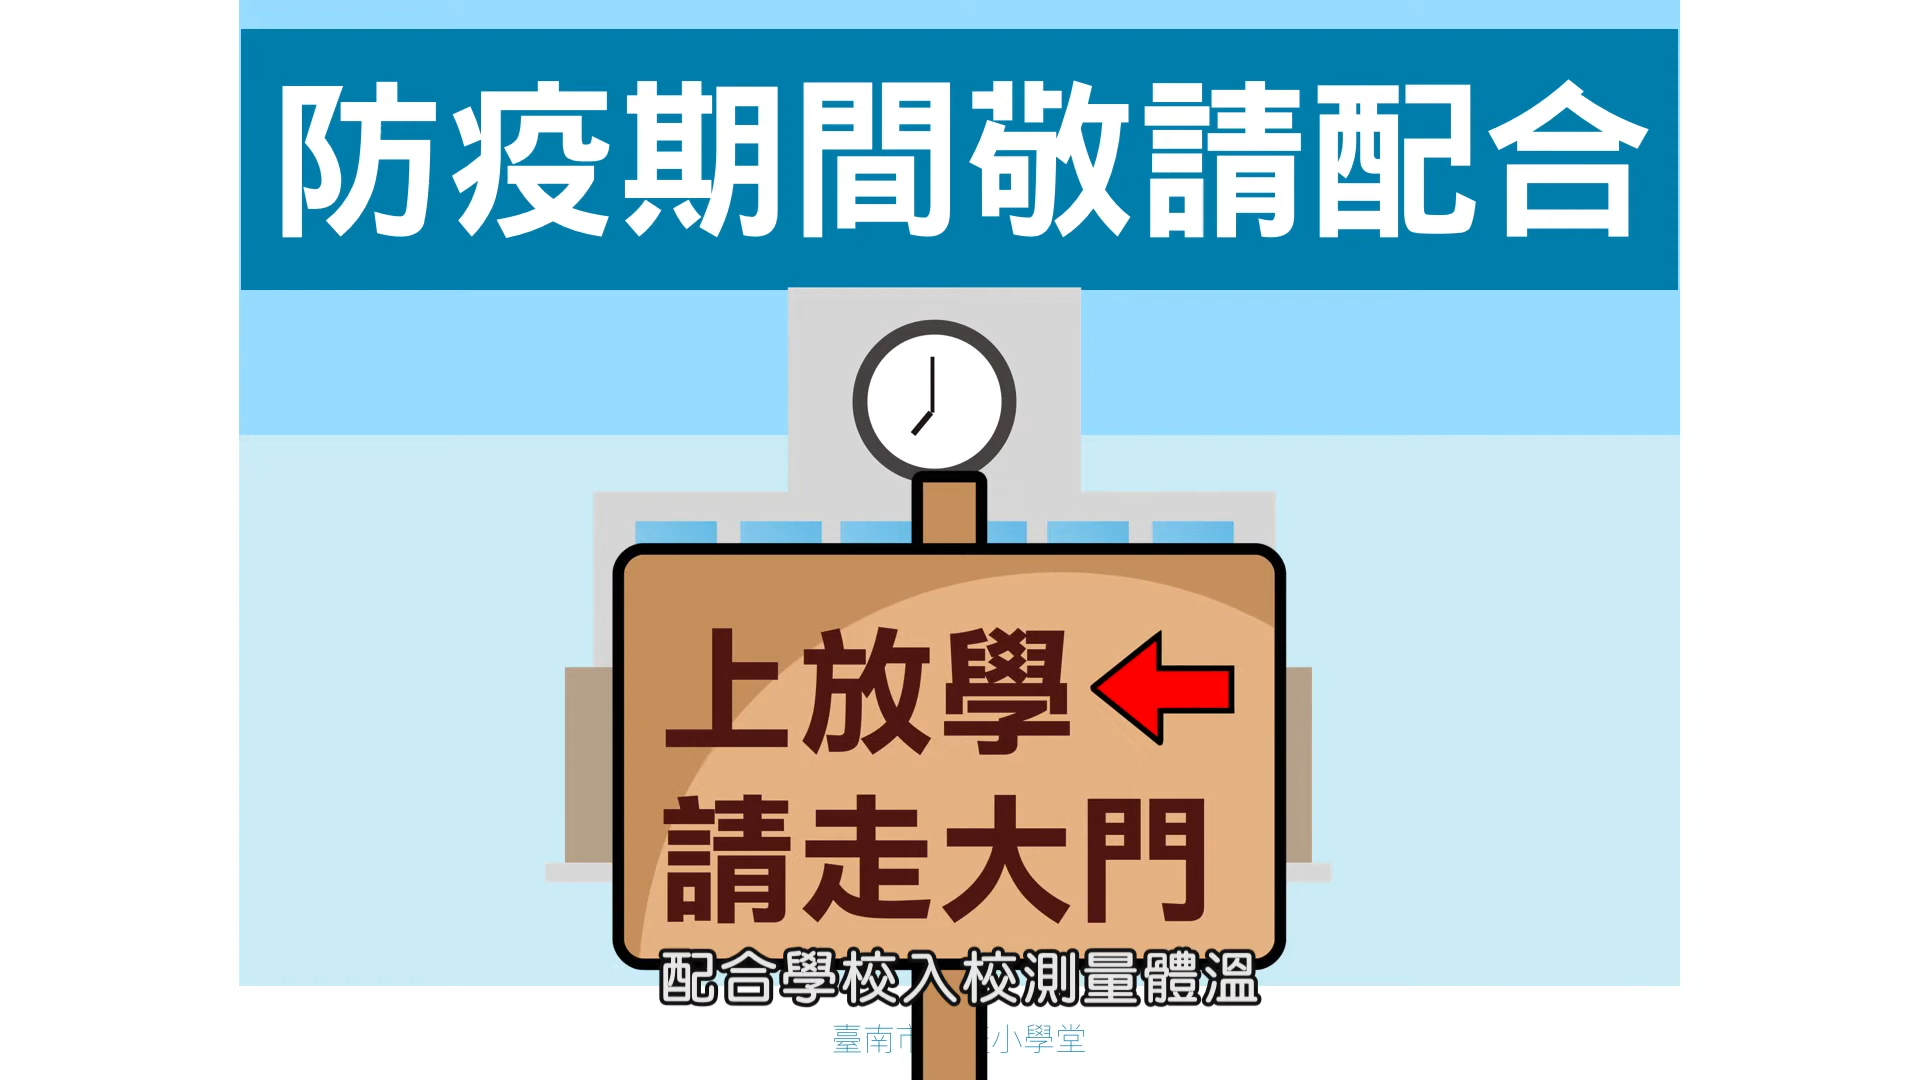 防疫期間敬請配合
上放學
請走大門
配合學校入校測量體溫
臺南市 小學堂